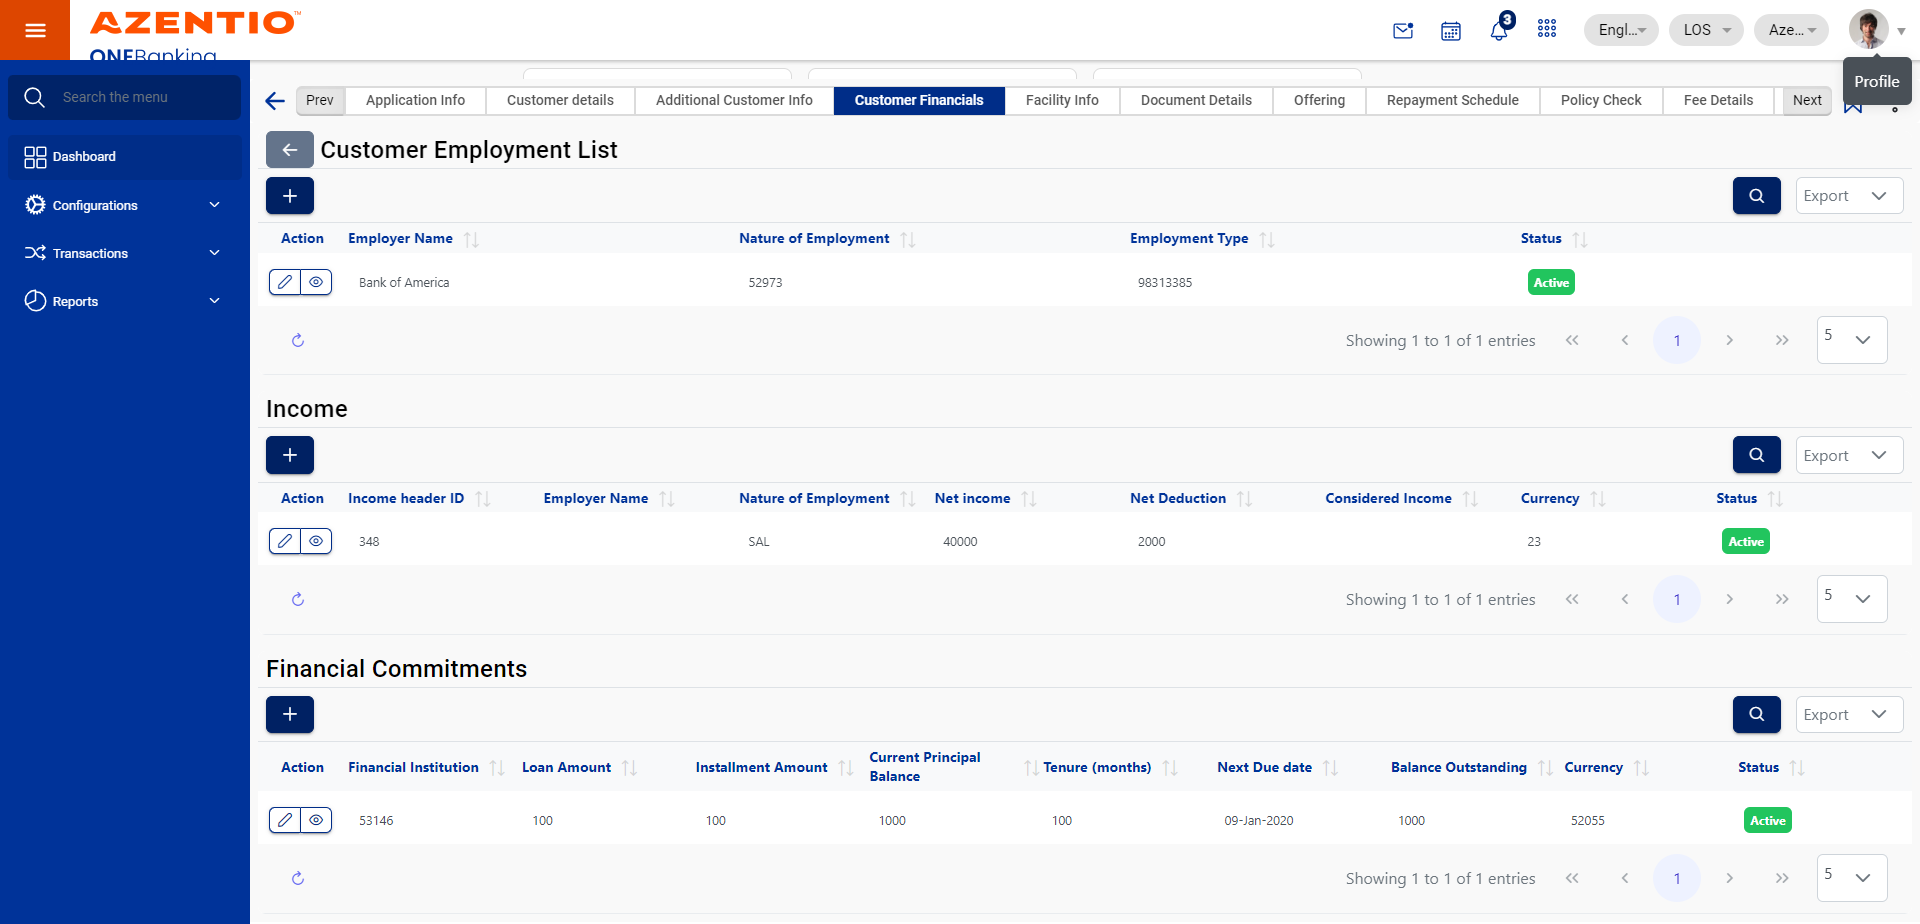 AZENTIO™
ONEBanking
3
Engl...
LOS
Aze...
Profile
Search the menu
Dashboard
Configurations
Transactions
Reports
Prev
Application Info
Customer details
Additional Customer Info
Customer Financials
Facility Info
Document Details
Offering
Repayment Schedule
Policy Check
Fee Details
Next
Customer Employment List
Export
Action Employer Name Nature of Employment Employment Type Status
Bank of America 52973 98313385 Active
Showing 1 to 1 of 1 entries 1 5
Income
Export
Action Income header ID Employer Name Nature of Employment Net income Net Deduction Considered Income Currency Status
348 SAL 40000 2000 23 Active
Showing 1 to 1 of 1 entries 1 5
Financial Commitments
Export
Action Financial Institution Loan Amount Installment Amount Current Principal Balance Tenure (months) Next Due date Balance Outstanding Currency Status
53146 100 100 1000 100 09-Jan-2020 1000 52055 Active
Showing 1 to 1 of 1 entries 1 5